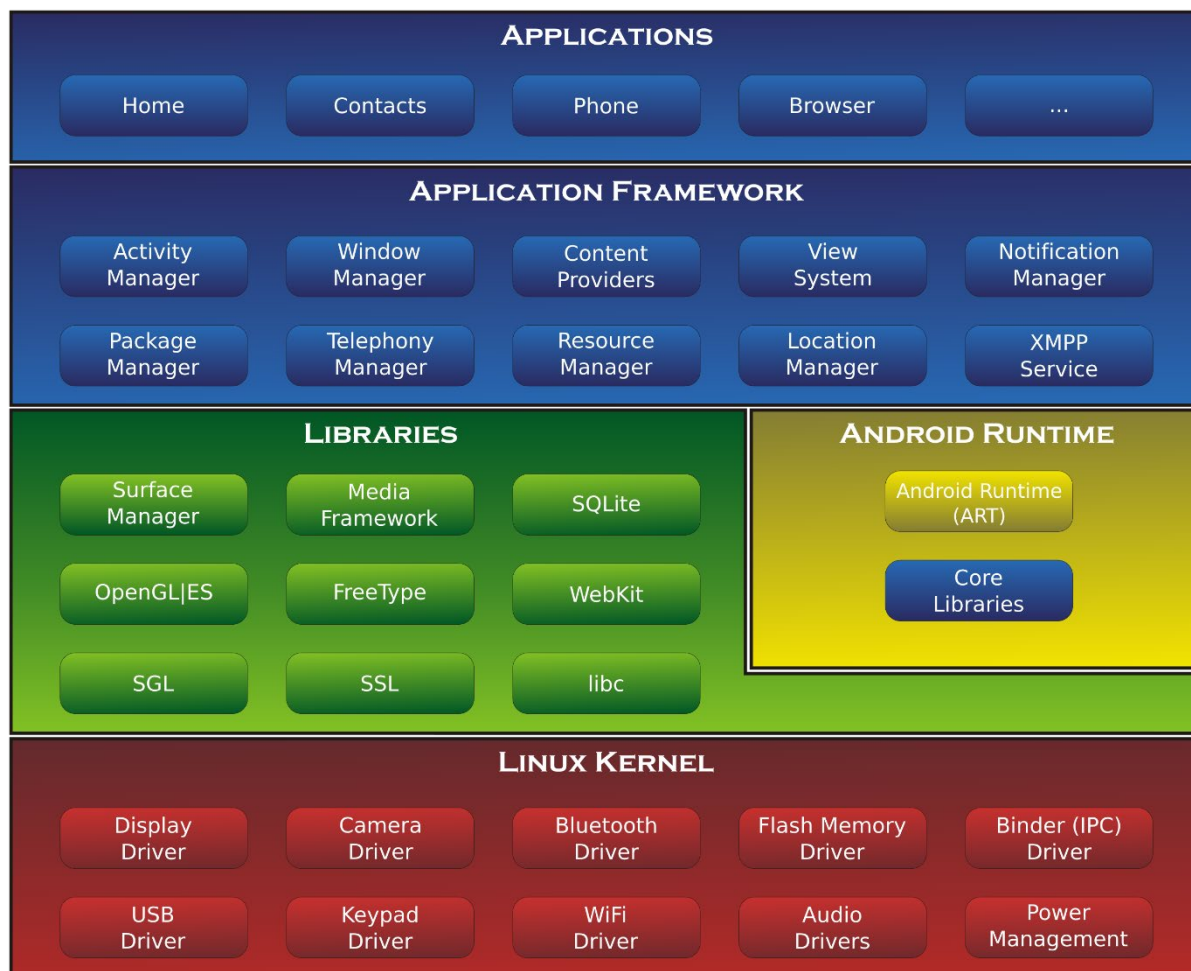 APPLICATIONS
Home
Contacts
Phone
Browser
...
APPLICATION FRAMEWORK
Activity
Manager
Window
Manager
Content
Providers
View
System
Notification
Manager
Package
Manager
Telephony
Manager
Resource
Manager
Location
Manager
XMPP
Service
LIBRARIES
Surface
Manager
Media
Framework
SQLite
OpenGL|ES
FreeType
WebKit
SGL
SSL
libc
ANDROID RUNTIME
Android Runtime
(ART)
Core
Libraries
LINUX KERNEL
Display
Driver
Camera
Driver
Bluetooth
Driver
Flash Memory
Driver
Binder (IPC)
Driver
USB
Driver
Keypad
Driver
WiFi
Driver
Audio
Drivers
Power
Management